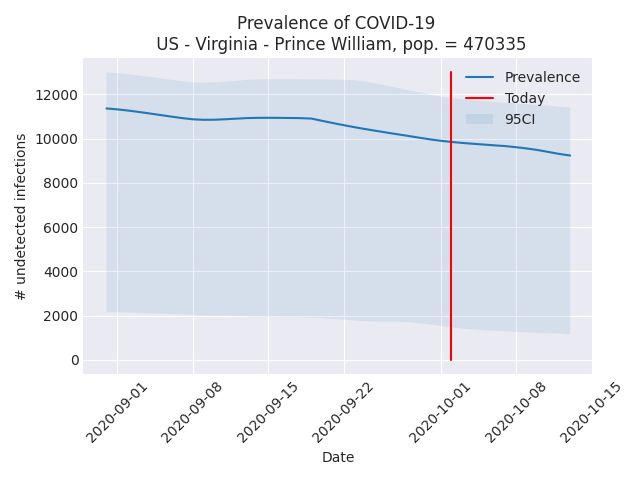 Prevalence of COVID-19
US - Virginia - Prince William, pop. = 470335
Prevalence
Today
95CI
# undetected infections
12000
10000
8000
6000
4000
2000
0
2020-09-01
2020-09-08
2020-09-15
2020-09-22
2020-10-01
2020-10-08
2020-10-15
Date